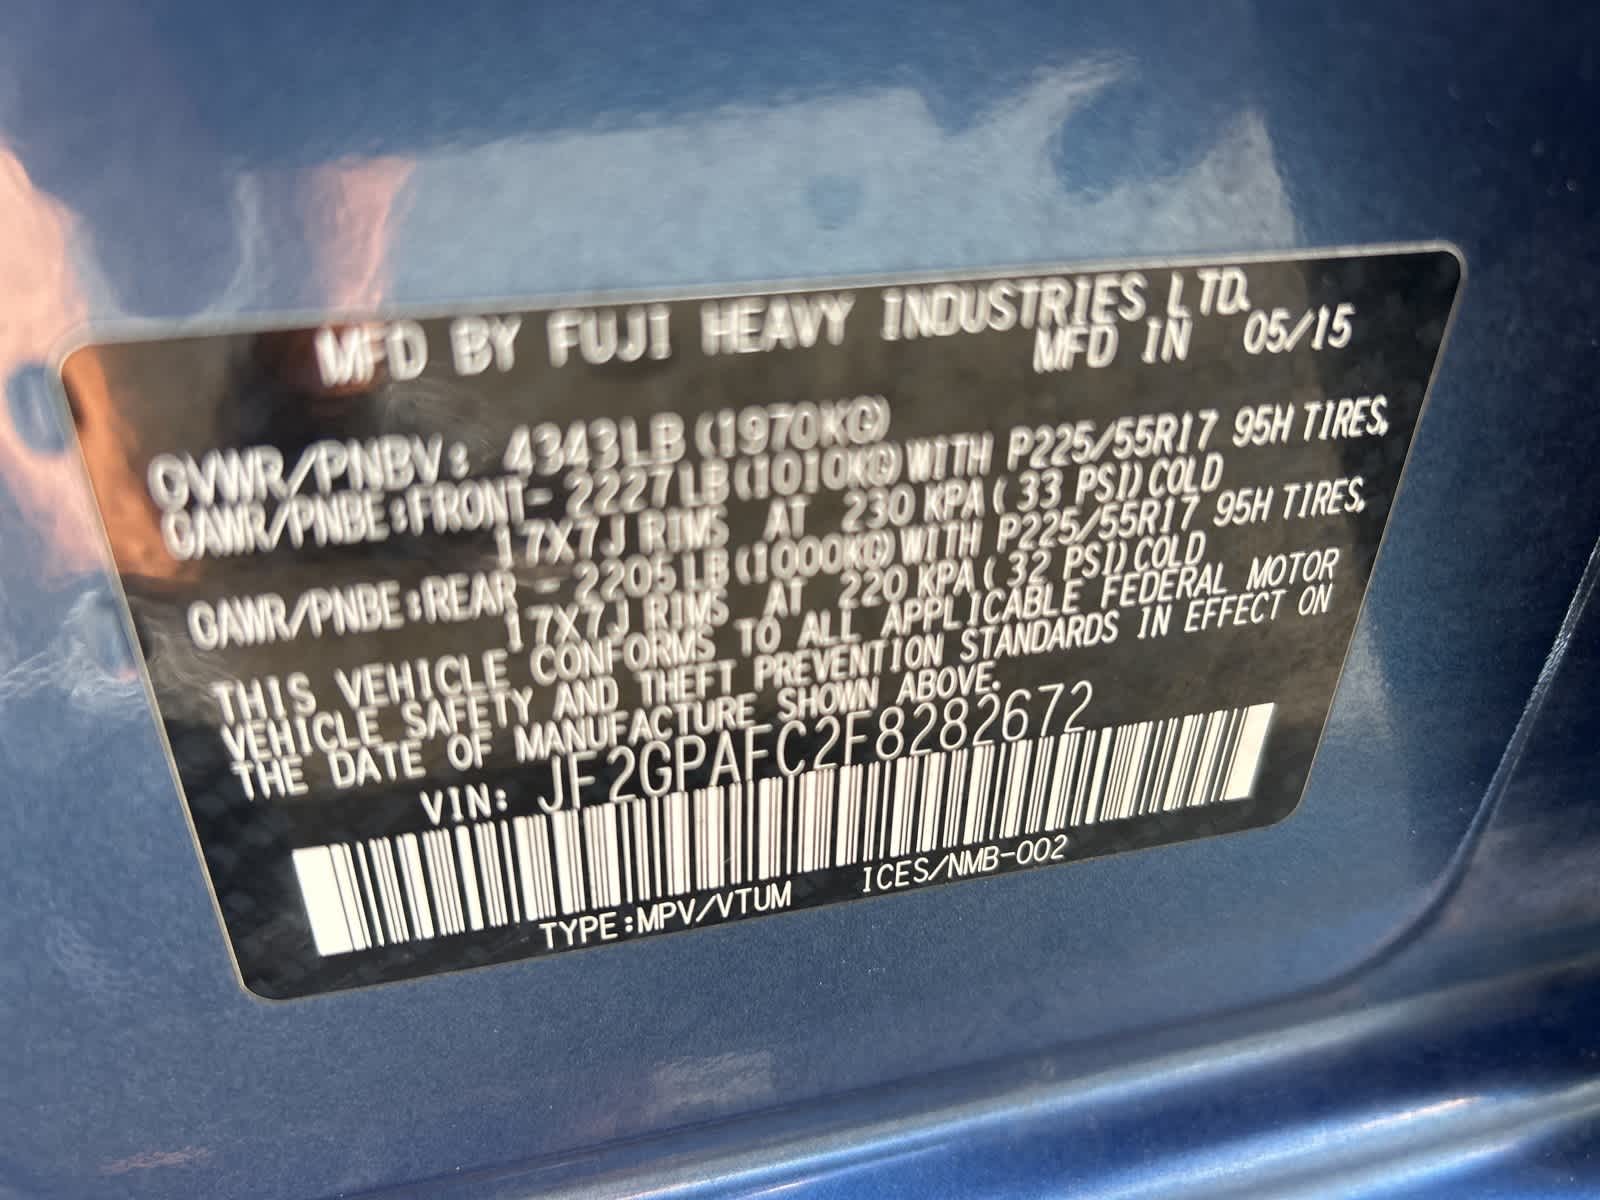 MFD BY FUJI HEAVY INDUSTRIES LTD.
MFD IN 05/15
GVWR/PNBV: 4343LB (1970KG)
GAWR/PNBE:FRONT- 2227LB (1010KG) WITH P225/55R17 95H TIRES,
17X7J RIMS AT 230 KPA ( 33 PSI) COLD
GAWR/PNBE:REAR - 2205LB (1000KG) WITH P225/55R17 95H TIRES,
17X7J RIMS AT 220 KPA ( 32 PSI) COLD
THIS VEHICLE CONFORMS TO ALL APPLICABLE FEDERAL MOTOR
VEHICLE SAFETY AND THEFT PREVENTION STANDARDS IN EFFECT ON
THE DATE OF MANUFACTURE SHOWN ABOVE.
VIN: JF2GPAFC2F8282672
TYPE:MPV/VTUM ICES/NMB-002